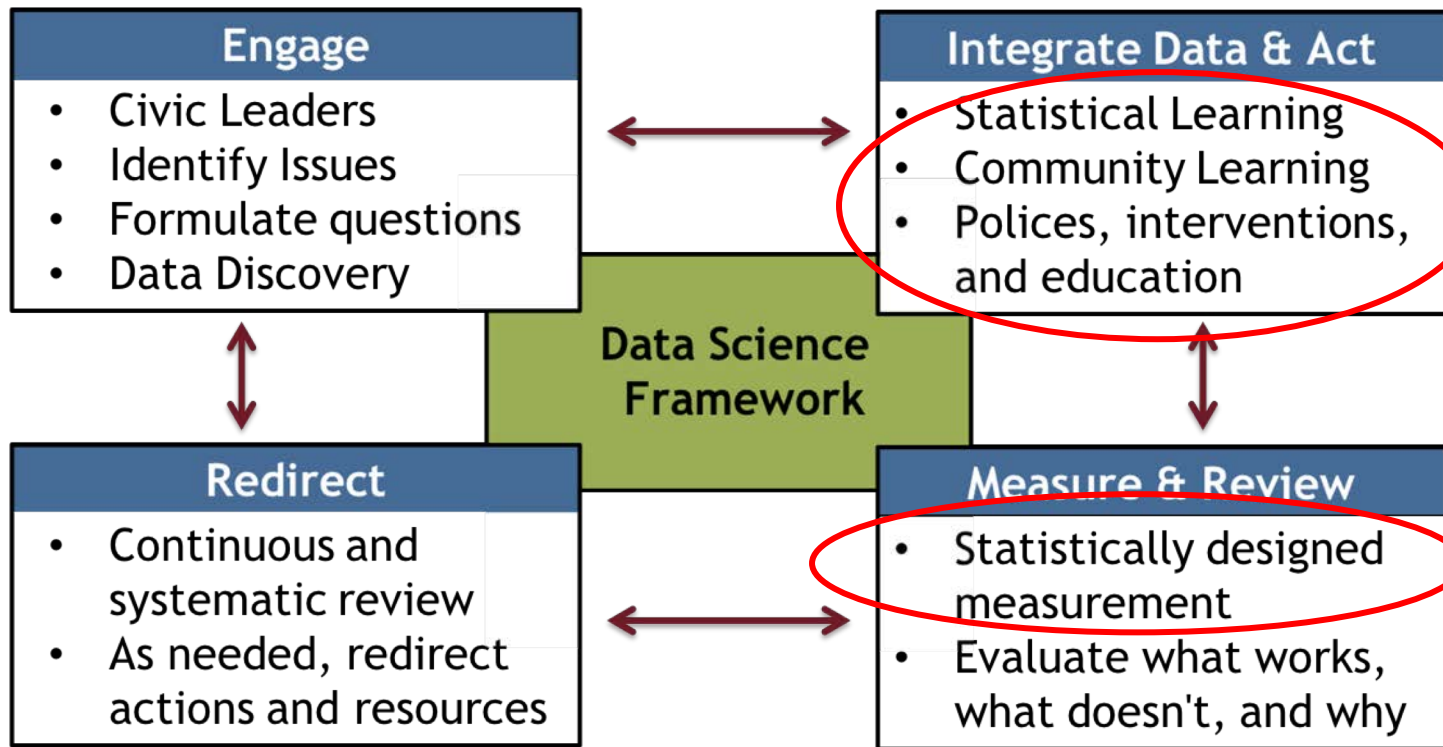 Engage
• Civic Leaders
• Identify Issues
• Formulate questions
• Data Discovery
Integrate Data & Act
• Statistical Learning
• Community Learning
• Polices, interventions,
and education
Data Science
Framework
Redirect
• Continuous and
systematic review
• As needed, redirect
actions and resources
Measure & Review
• Statistically designed
measurement
• Evaluate what works,
what doesn't, and why